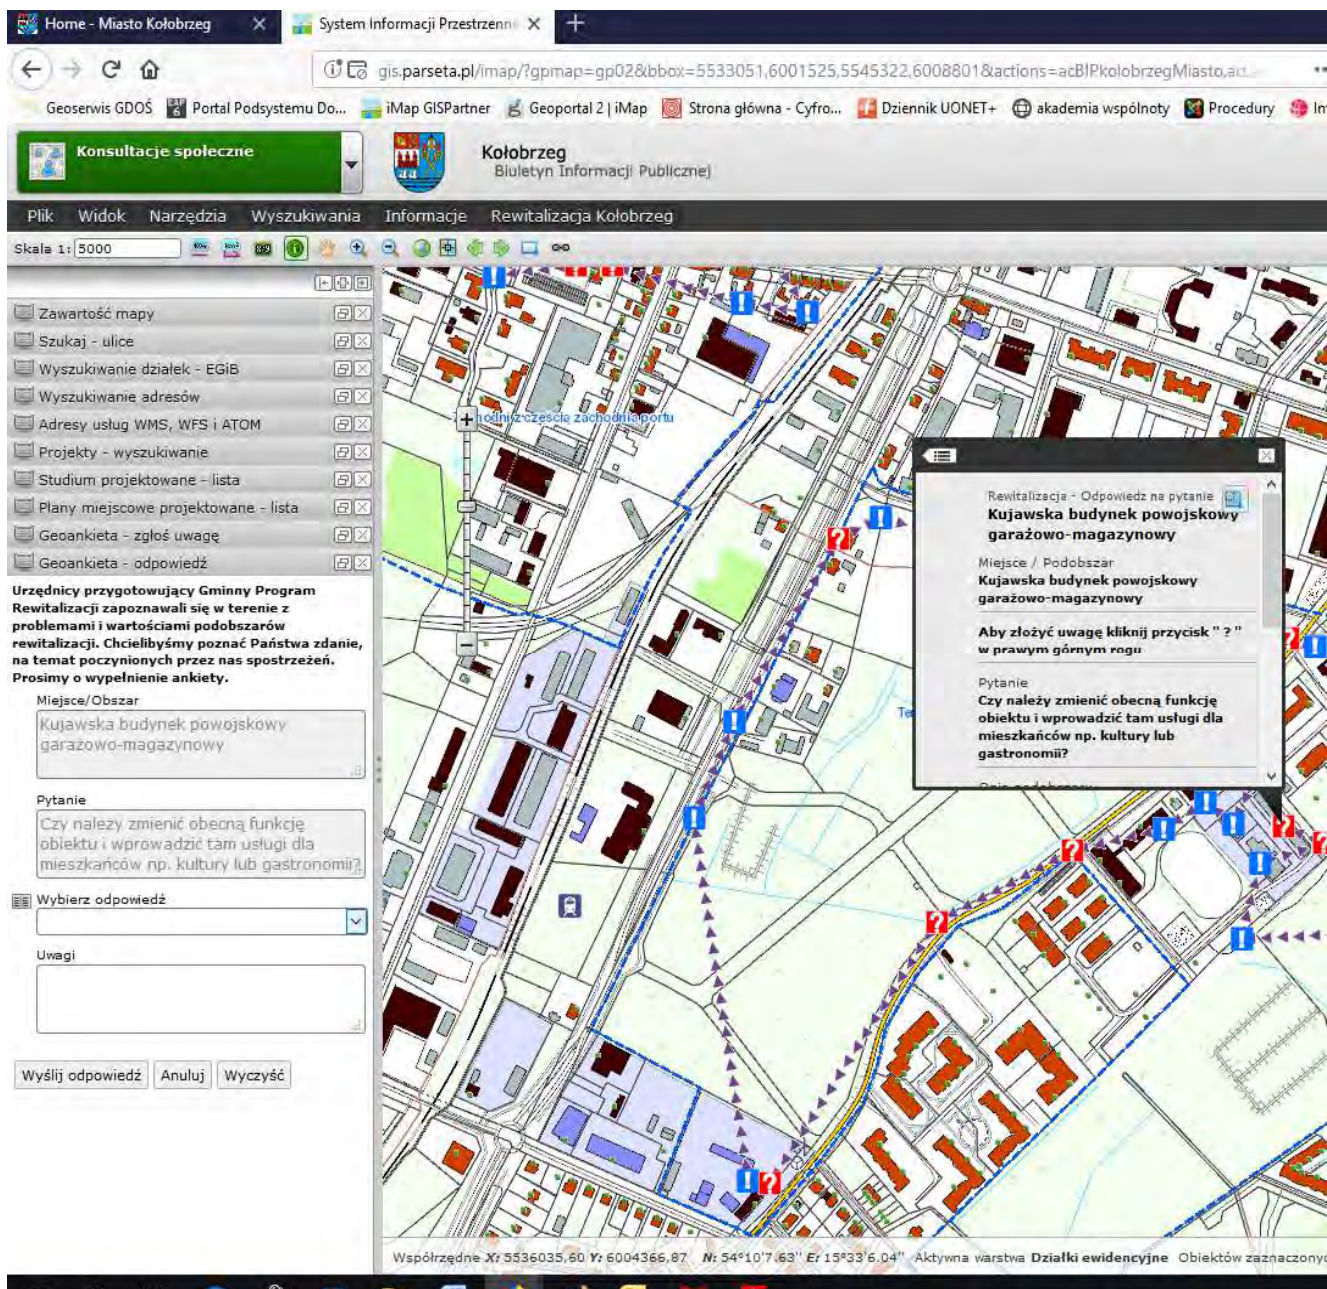 Home - Miasto Kołobrzeg
System Informacji Przestrzenn
gis.parseta.pl/imap/?gpmap=gp02&bbox=5533051,6001525,5545322,6008801&actions=acBIPkolobrzegMiasto,ac
Geoserwis GDOŚ Portal Podsystemu Do... iMap GISPartner Geoportal 2 | iMap Strona główna - Cyfro... Dziennik UONET+ akademia wspólnoty Procedury In
Konsultacje społeczne
Kołobrzeg
Biuletyn Informacji Publicznej
Plik Widok Narzędzia Wyszukiwania Informacje Rewitalizacja Kołobrzeg
Skala 1: 5000
Zawartość mapy
Szukaj - ulice
Wyszukiwanie działek - EGiB
Wyszukiwanie adresów
Adresy usług WMS, WFS i ATOM
Projekty - wyszukiwanie
Studium projektowane - lista
Plany miejscowe projektowane - lista
Geoankieta - zgłoś uwagę
Geoankieta - odpowiedź
Urzędnicy przygotowujący Gminny Program
Rewitalizacji zapoznawali się w terenie z
problemami i wartościami podobszarów
rewitalizacji. Chcielibyśmy poznać Państwa zdanie,
na temat poczynionych przez nas spostrzeżeń.
Prosimy o wypełnienie ankiety.
Miejsce/Obszar
Kujawska budynek powojskowy
garażowo-magazynowy
Pytanie
Czy należy zmienić obecną funkcję
obiektu i wprowadzić tam usługi dla
mieszkańców np. kultury lub gastronomii?
Wybierz odpowiedź
Uwagi
Wyślij odpowiedź Anuluj Wyczyść
hodni z częścią zachodnią portu
Te
Rewitalizacja - Odpowiedz na pytanie
Kujawska budynek powojskowy
garażowo-magazynowy
Miejsce / Podobszar
Kujawska budynek powojskowy
garażowo-magazynowy
Aby złożyć uwagę kliknij przycisk " ? "
w prawym górnym rogu
Pytanie
Czy należy zmienić obecną funkcję
obiektu i wprowadzić tam usługi dla
mieszkańców np. kultury lub
gastronomii?
Opis podobszaru
Współrzędne X: 5536035,60 Y: 6004366,87 N: 54°10'7.63" E: 15°33'6.04" Aktywna warstwa Działki ewidencyjne Obiektów zaznaczonyc